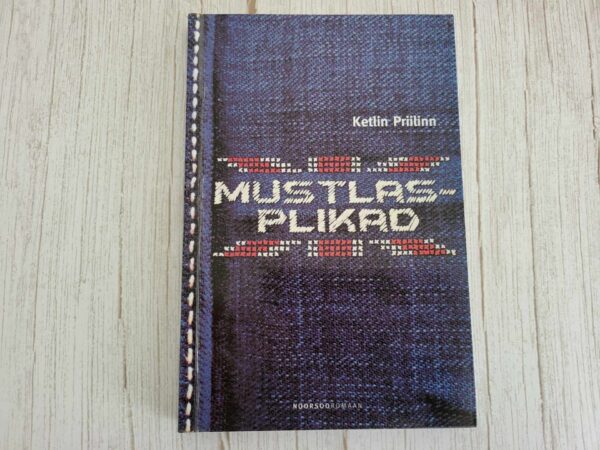 Ketlin Priilinn
MUSTLAS-
PLIKAD
NOORSOOROMAAN